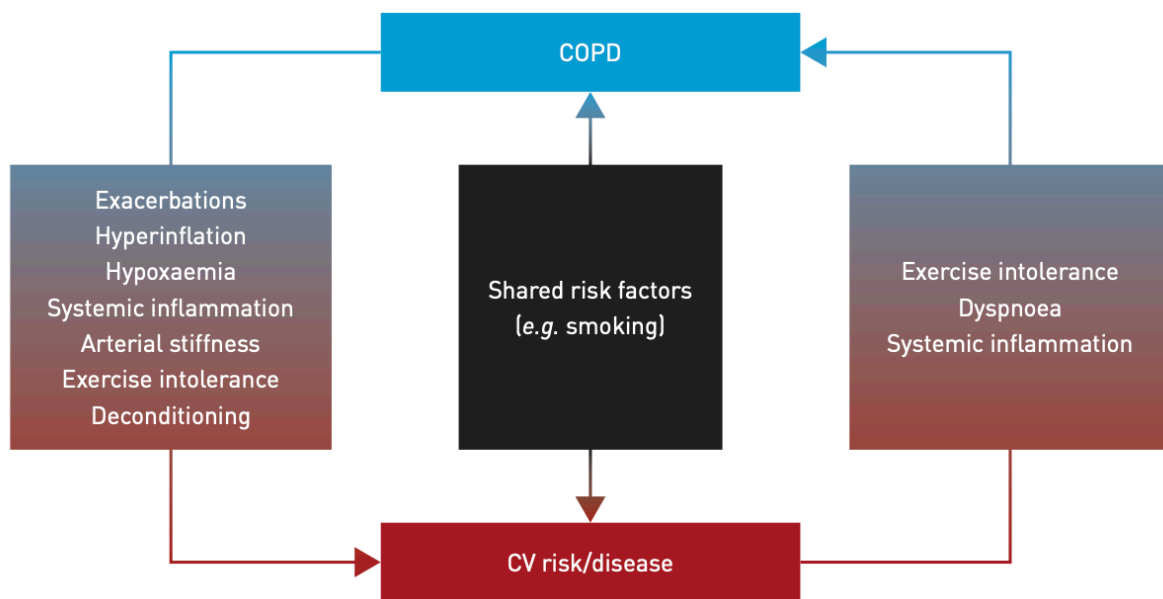 COPD
Exacerbations
Hyperinflation
Hypoxaemia
Systemic inflammation
Arterial stiffness
Exercise intolerance
Deconditioning
Shared risk factors
(e.g. smoking)
Exercise intolerance
Dyspnoea
Systemic inflammation
CV risk/disease